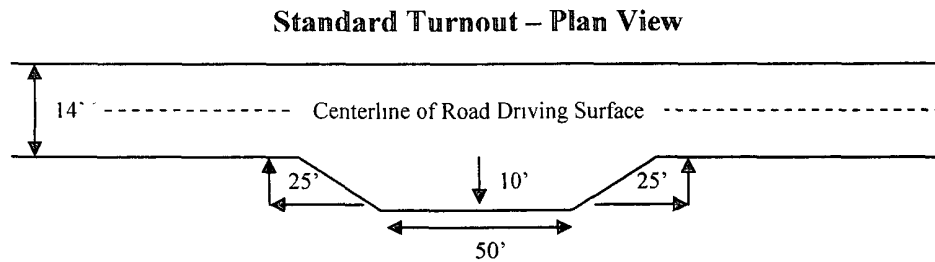 Standard Turnout – Plan View
14'
Centerline of Road Driving Surface
25'
10'
25'
50'